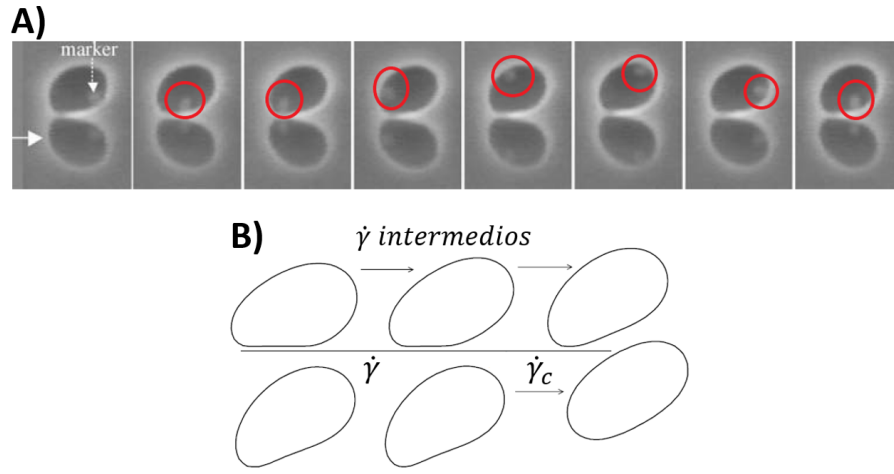 A)
marker
B)
γ̇ intermedios
γ̇
γ̇c